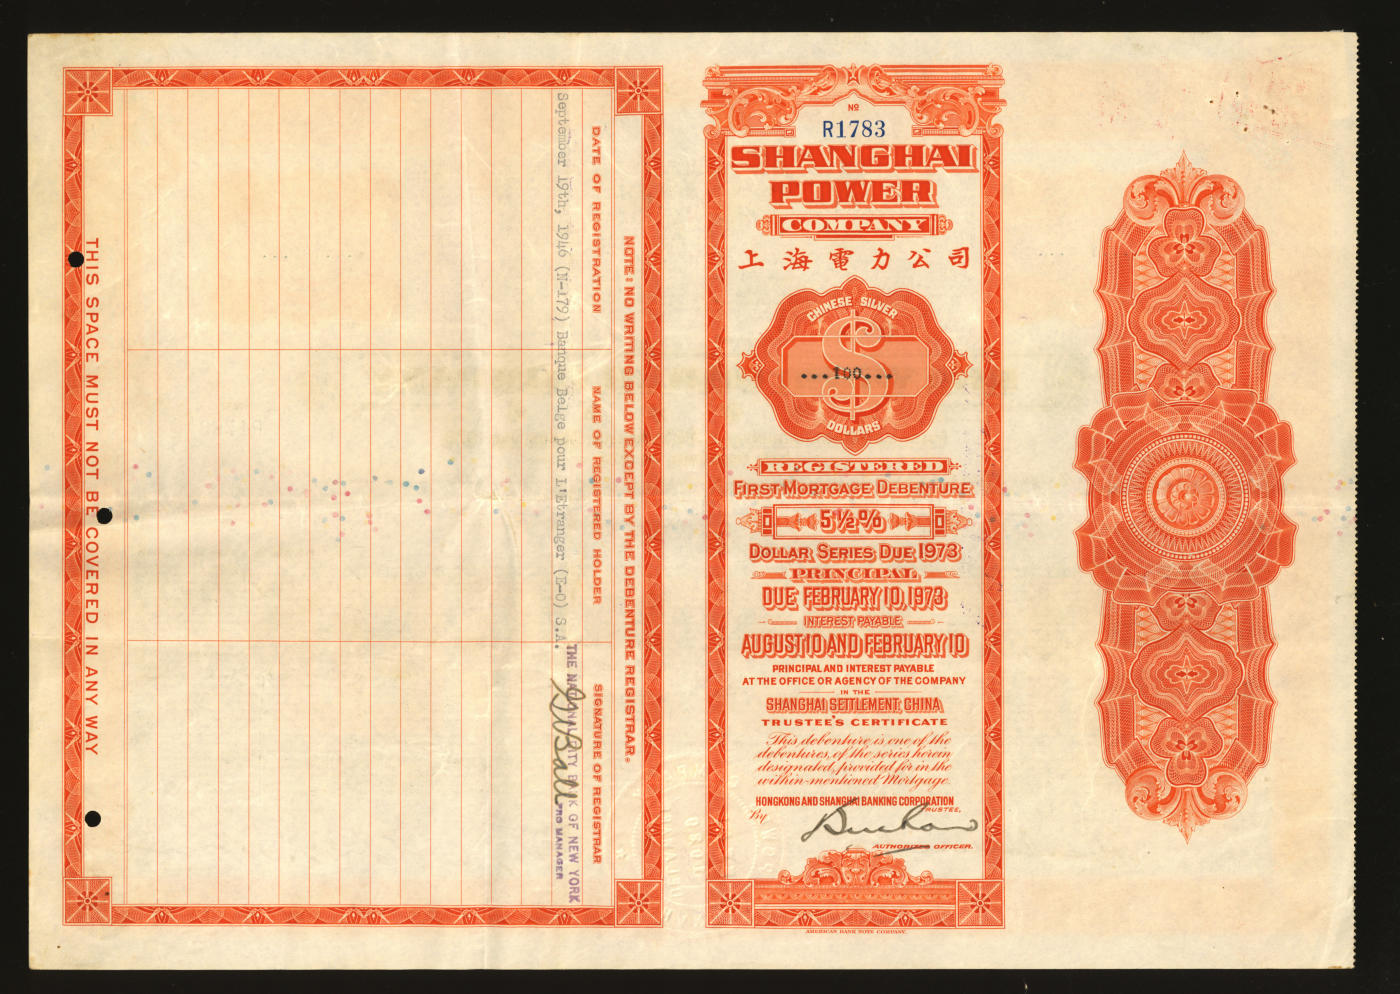 THIS SPACE MUST NOT BE COVERED IN ANY WAY
NOTE: NO WRITING BELOW EXCEPT BY THE DEBENTURE REGISTRAR.
DATE OF REGISTRATION
NAME OF REGISTERED HOLDER
SIGNATURE OF REGISTRAR
September 19th, 1946 (N-179) Banque Belge pour L'Etranger (E-O) S.A.
THE NATIONAL CITY BANK OF NEW YORK
PRO MANAGER
No
R1783
SHANGHAI
POWER
COMPANY
上海電力公司
CHINESE SILVER
$
...100...
DOLLARS
REGISTERED
FIRST MORTGAGE DEBENTURE
5½%
DOLLAR SERIES DUE 1973
PRINCIPAL
DUE FEBRUARY 10, 1973
INTEREST PAYABLE
AUGUST 10 AND FEBRUARY 10
PRINCIPAL AND INTEREST PAYABLE
AT THE OFFICE OR AGENCY OF THE COMPANY
IN THE
SHANGHAI SETTLEMENT, CHINA
TRUSTEE'S CERTIFICATE
This debenture is one of the
debentures, of the series herein
designated, provided for in the
within-mentioned Mortgage.
HONGKONG AND SHANGHAI BANKING CORPORATION
TRUSTEE,
By
AUTHORIZED OFFICER.
AMERICAN BANK NOTE COMPANY.